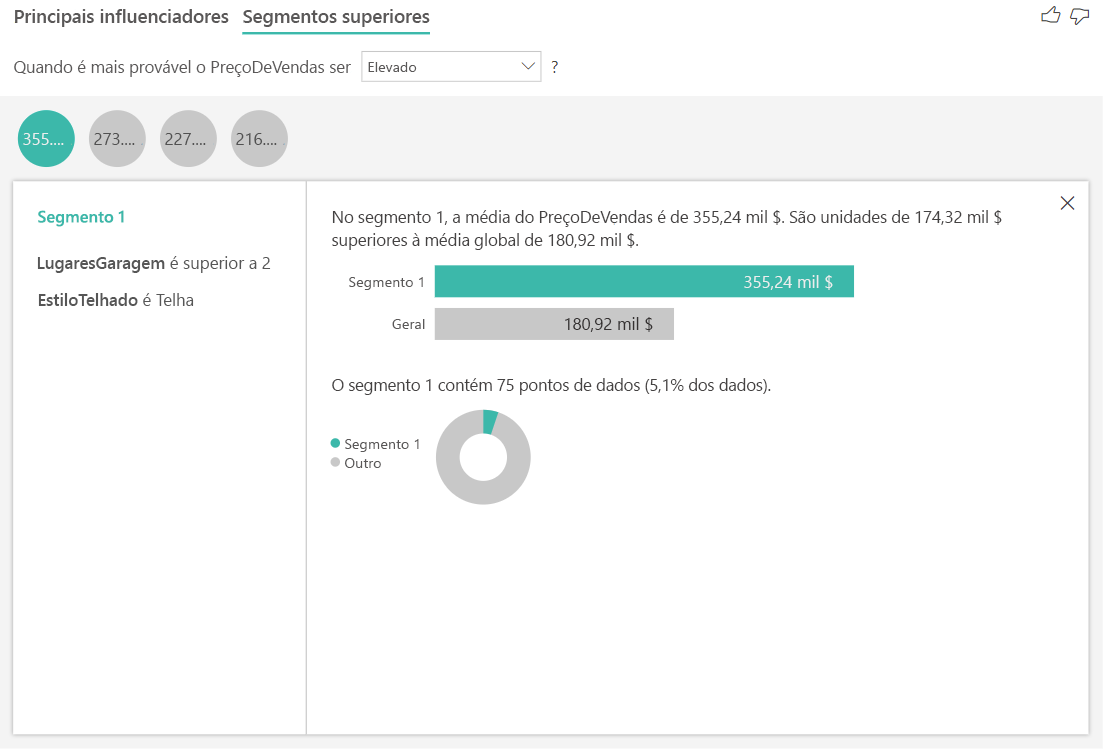 Principais influenciadores Segmentos superiores
Quando é mais provável o PreçoDeVendas ser Elevado ?
355.... 273.... 227.... 216....
Segmento 1
LugaresGaragem é superior a 2
EstiloTelhado é Telha
No segmento 1, a média do PreçoDeVendas é de 355,24 mil $. São unidades de 174,32 mil $
superiores à média global de 180,92 mil $.
Segmento 1 355,24 mil $
Geral 180,92 mil $
O segmento 1 contém 75 pontos de dados (5,1% dos dados).
Segmento 1
Outro